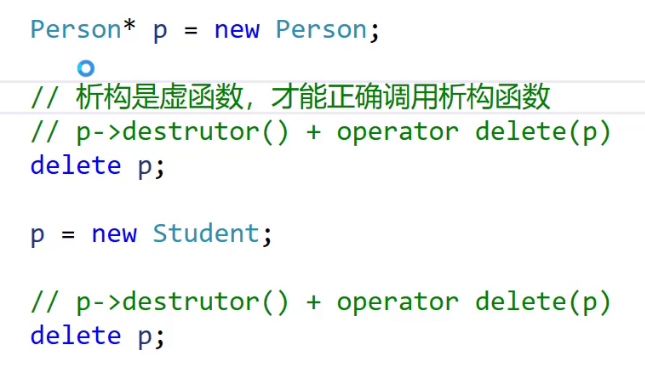 Person* p = new Person;
// 析构是虚函数，才能正确调用析构函数
// p->destrutor() + operator delete(p)
delete p;
p = new Student;
// p->destrutor() + operator delete(p)
delete p;